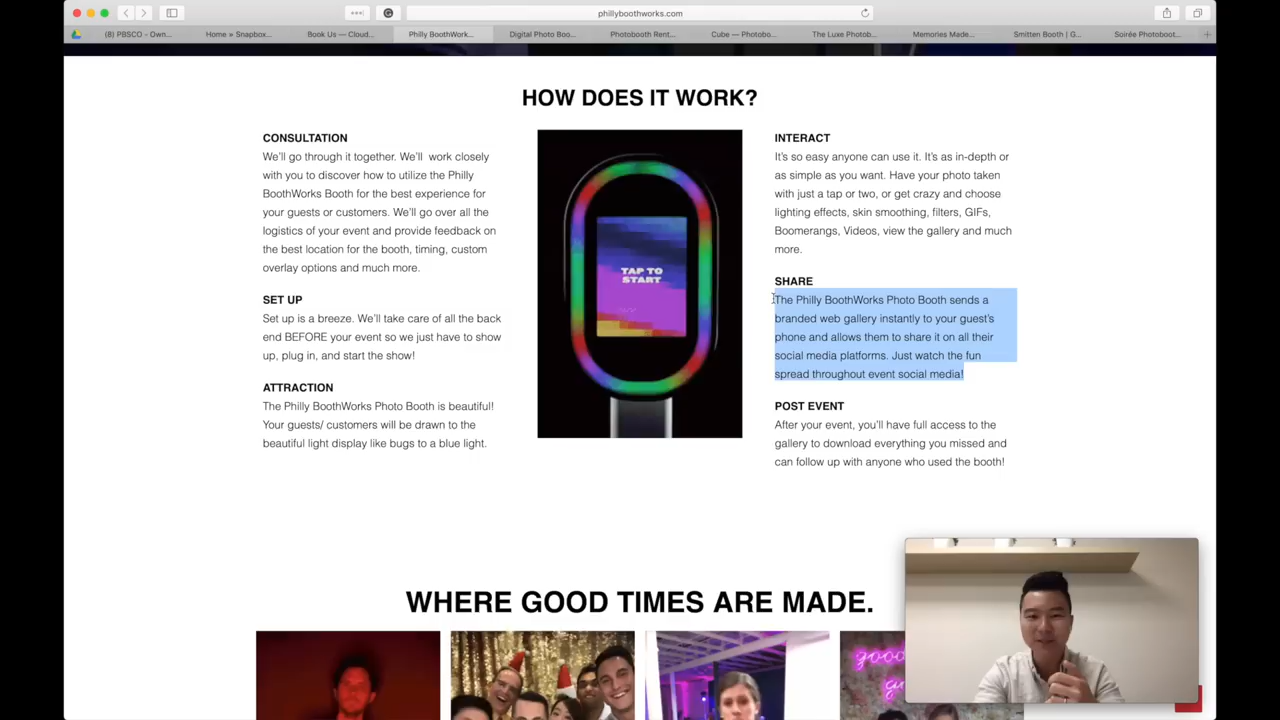 phillyboothworks.com
(8) PBSCO - Own...
Home » Snapbox...
Book Us — Cloud...
Philly BoothWork...
Digital Photo Boo...
Photobooth Rent...
Cube — Photobo...
The Luxe Photob...
Memories Made...
Smitten Booth | G...
Soirée Photoboot...
HOW DOES IT WORK?
CONSULTATION
We'll go through it together. We'll work closely
with you to discover how to utilize the Philly
BoothWorks Booth for the best experience for
your guests or customers. We'll go over all the
logistics of your event and provide feedback on
the best location for the booth, timing, custom
overlay options and much more.
SET UP
Set up is a breeze. We'll take care of all the back
end BEFORE your event so we just have to show
up, plug in, and start the show!
ATTRACTION
The Philly BoothWorks Photo Booth is beautiful!
Your guests/ customers will be drawn to the
beautiful light display like bugs to a blue light.
TAP TO
START
INTERACT
It's so easy anyone can use it. It's as in-depth or
as simple as you want. Have your photo taken
with just a tap or two, or get crazy and choose
lighting effects, skin smoothing, filters, GIFs,
Boomerangs, Videos, view the gallery and much
more.
SHARE
The Philly BoothWorks Photo Booth sends a
branded web gallery instantly to your guest's
phone and allows them to share it on all their
social media platforms. Just watch the fun
spread throughout event social media!
POST EVENT
After your event, you'll have full access to the
gallery to download everything you missed and
can follow up with anyone who used the booth!
WHERE GOOD TIMES ARE MADE.